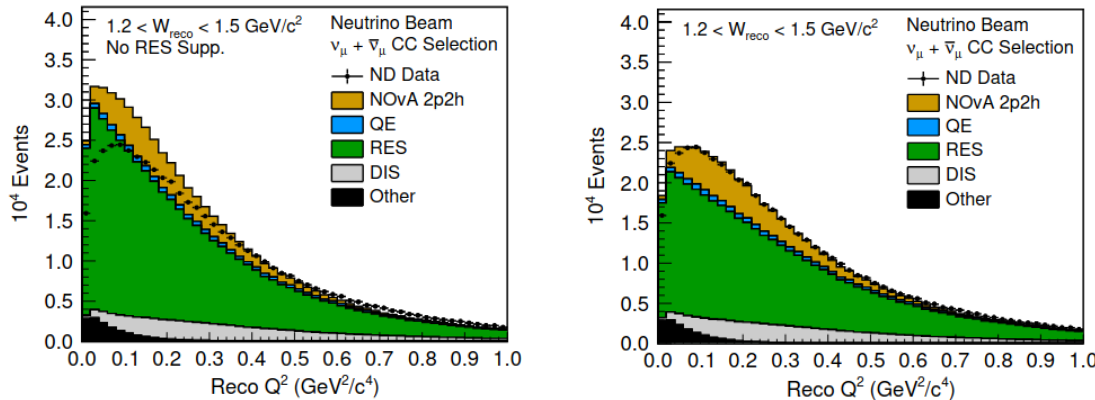 1.2 < W_reco < 1.5 GeV/c²
No RES Supp.
Neutrino Beam
ν_μ + ν̅_μ CC Selection
ND Data
NOvA 2p2h
QE
RES
DIS
Other
10⁴ Events
4.0
3.5
3.0
2.5
2.0
1.5
1.0
0.5
0.0
0.0 0.1 0.2 0.3 0.4 0.5 0.6 0.7 0.8 0.9 1.0
Reco Q² (GeV²/c⁴)
1.2 < W_reco < 1.5 GeV/c²
Neutrino Beam
ν_μ + ν̅_μ CC Selection
ND Data
NOvA 2p2h
QE
RES
DIS
Other
10⁴ Events
4.0
3.5
3.0
2.5
2.0
1.5
1.0
0.5
0.0
0.0 0.1 0.2 0.3 0.4 0.5 0.6 0.7 0.8 0.9 1.0
Reco Q² (GeV²/c⁴)